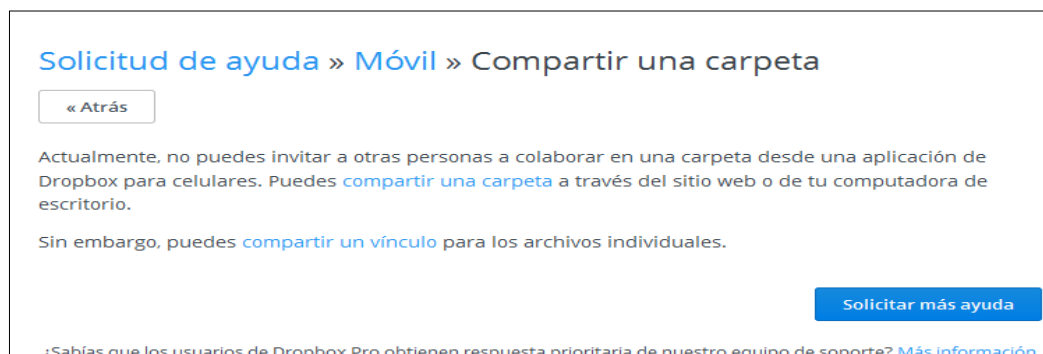 Solicitud de ayuda » Móvil » Compartir una carpeta
« Atrás
Actualmente, no puedes invitar a otras personas a colaborar en una carpeta desde una aplicación de
Dropbox para celulares. Puedes compartir una carpeta a través del sitio web o de tu computadora de
escritorio.
Sin embargo, puedes compartir un vínculo para los archivos individuales.
Solicitar más ayuda
¿Sabías que los usuarios de Dropbox Pro obtienen respuesta prioritaria de nuestro equipo de soporte? Más información